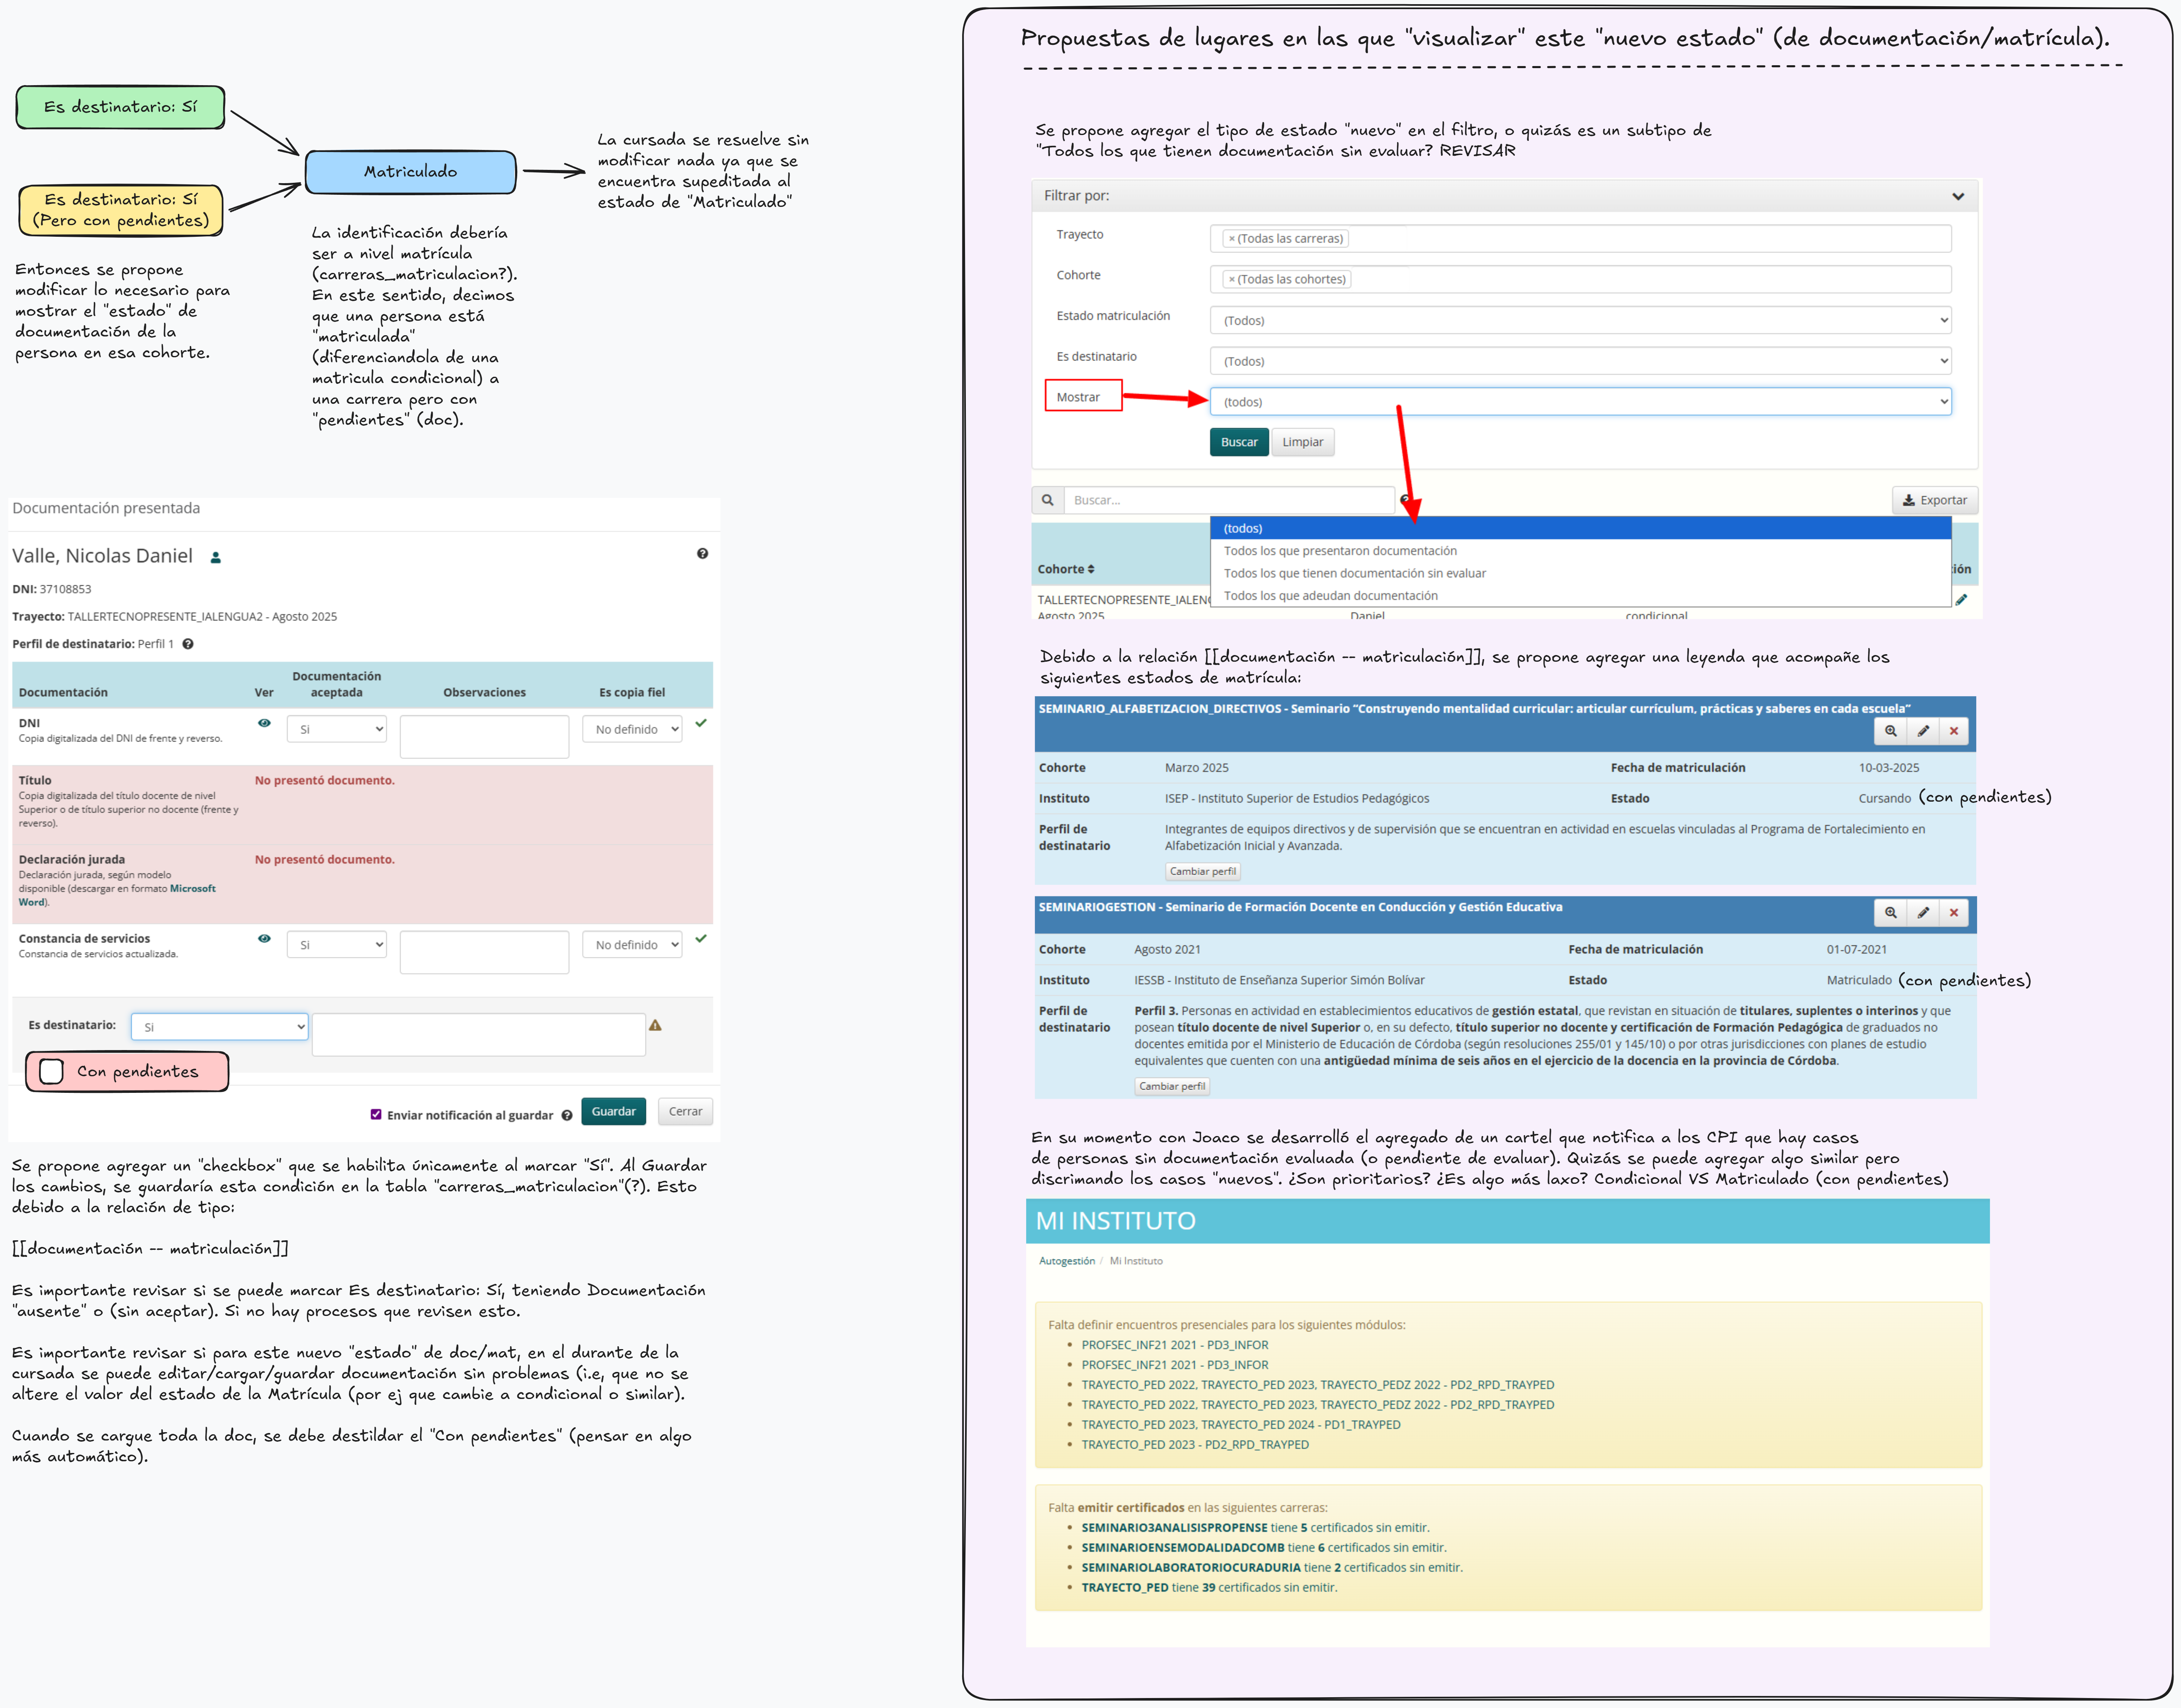 Es destinatario: Sí
Es destinatario: Sí
(Pero con pendientes)
Matriculado
La cursada se resuelve sin
modificar nada ya que se
encuentra supeditada al
estado de "Matriculado"
Entonces se propone
modificar lo necesario para
mostrar el "estado" de
documentación de la
persona en esa cohorte.
La identificación debería
ser a nivel matrícula
(carreras_matriculacion?).
En este sentido, decimos
que una persona está
"matriculada"
(diferenciandola de una
matricula condicional) a
una carrera pero con
"pendientes" (doc).
Documentación presentada
Valle, Nicolas Daniel
DNI: 37108853
Trayecto: TALLERTECNOPRESENTE_IALENGUA2 - Agosto 2025
Perfil de destinatario: Perfil 1
Documentación Ver Documentación aceptada Observaciones Es copia fiel
DNI
Copia digitalizada del DNI de frente y reverso.
Si No definido
Título
Copia digitalizada del título docente de nivel
Superior o de título superior no docente (frente y
reverso).
No presentó documento.
Declaración jurada
Declaración jurada, según modelo
disponible (descargar en formato Microsoft
Word).
No presentó documento.
Constancia de servicios
Constancia de servicios actualizada.
Si No definido
Es destinatario: Si
Con pendientes
Enviar notificación al guardar Guardar Cerrar
Se propone agregar un "checkbox" que se habilita únicamente al marcar "Sí". Al Guardar
los cambios, se guardaría esta condición en la tabla "carreras_matriculacion"(?). Esto
debido a la relación de tipo:
[[documentación -- matriculación]]
Es importante revisar si se puede marcar Es destinatario: Sí, teniendo Documentación
"ausente" o (sin aceptar). Si no hay procesos que revisen esto.
Es importante revisar si para este nuevo "estado" de doc/mat, en el durante de la
cursada se puede editar/cargar/guardar documentación sin problemas (i.e, que no se
altere el valor del estado de la Matrícula (por ej que cambie a condicional o similar).
Cuando se cargue toda la doc, se debe destildar el "Con pendientes" (pensar en algo
más automático).
Propuestas de lugares en las que "visualizar" este "nuevo estado" (de documentación/matrícula).
Se propone agregar el tipo de estado "nuevo" en el filtro, o quizás es un subtipo de
"Todos los que tienen documentación sin evaluar? REVISAR
Filtrar por:
Trayecto × (Todas las carreras)
Cohorte × (Todas las cohortes)
Estado matriculación (Todos)
Es destinatario (Todos)
Mostrar (todos)
Buscar Limpiar
Buscar... Exportar
(todos)
Todos los que presentaron documentación
Todos los que tienen documentación sin evaluar
Todos los que adeudan documentación
Cohorte ión
TALLERTECNOPRESENTE_IALENG
Agosto 2025 Daniel condicional
Debido a la relación [[documentación -- matriculación]], se propone agregar una leyenda que acompañe los
siguientes estados de matrícula:
SEMINARIO_ALFABETIZACION_DIRECTIVOS - Seminario “Construyendo mentalidad curricular: articular currículum, prácticas y saberes en cada escuela”
Cohorte Marzo 2025 Fecha de matriculación 10-03-2025
Instituto ISEP - Instituto Superior de Estudios Pedagógicos Estado Cursando (con pendientes)
Perfil de destinatario
Integrantes de equipos directivos y de supervisión que se encuentran en actividad en escuelas vinculadas al Programa de Fortalecimiento en
Alfabetización Inicial y Avanzada.
Cambiar perfil
SEMINARIOGESTION - Seminario de Formación Docente en Conducción y Gestión Educativa
Cohorte Agosto 2021 Fecha de matriculación 01-07-2021
Instituto IESSB - Instituto de Enseñanza Superior Simón Bolívar Estado Matriculado (con pendientes)
Perfil de destinatario
Perfil 3. Personas en actividad en establecimientos educativos de gestión estatal, que revistan en situación de titulares, suplentes o interinos y que
posean título docente de nivel Superior o, en su defecto, título superior no docente y certificación de Formación Pedagógica de graduados no
docentes emitida por el Ministerio de Educación de Córdoba (según resoluciones 255/01 y 145/10) o por otras jurisdicciones con planes de estudio
equivalentes que cuenten con una antigüedad mínima de seis años en el ejercicio de la docencia en la provincia de Córdoba.
Cambiar perfil
En su momento con Joaco se desarrolló el agregado de un cartel que notifica a los CPI que hay casos
de personas sin documentación evaluada (o pendiente de evaluar). Quizás se puede agregar algo similar pero
discrimando los casos "nuevos". ¿Son prioritarios? ¿Es algo más laxo? Condicional VS Matriculado (con pendientes)
MI INSTITUTO
Autogestión / Mi Instituto
Falta definir encuentros presenciales para los siguientes módulos:
PROFSEC_INF21 2021 - PD3_INFOR
PROFSEC_INF21 2021 - PD3_INFOR
TRAYECTO_PED 2022, TRAYECTO_PED 2023, TRAYECTO_PEDZ 2022 - PD2_RPD_TRAYPED
TRAYECTO_PED 2022, TRAYECTO_PED 2023, TRAYECTO_PEDZ 2022 - PD2_RPD_TRAYPED
TRAYECTO_PED 2023, TRAYECTO_PED 2024 - PD1_TRAYPED
TRAYECTO_PED 2023 - PD2_RPD_TRAYPED
Falta emitir certificados en las siguientes carreras:
SEMINARIO3ANALISISPROPENSE tiene 5 certificados sin emitir.
SEMINARIOENSEMODALIDADCOMB tiene 6 certificados sin emitir.
SEMINARIOLABORATORIOCURADURIA tiene 2 certificados sin emitir.
TRAYECTO_PED tiene 39 certificados sin emitir.